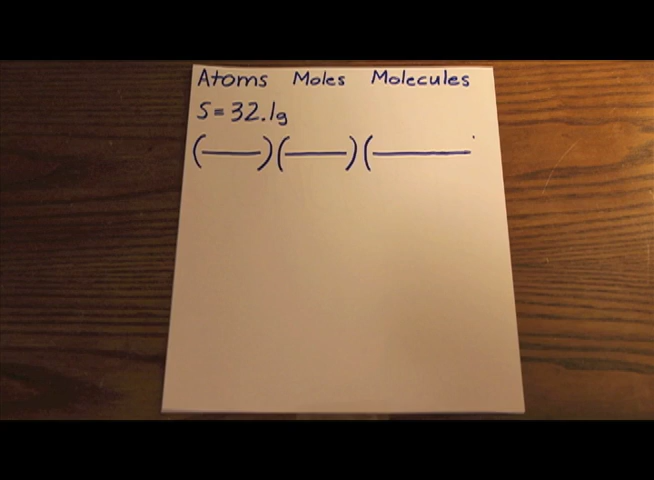 Atoms Moles Molecules
S = 32.1g
(——)(——)(———